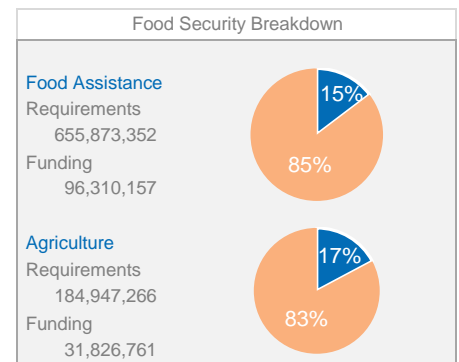 Food Security Breakdown
Food Assistance
Requirements
655,873,352
Funding
96,310,157
15%
85%
Agriculture
Requirements
184,947,266
Funding
31,826,761
17%
83%